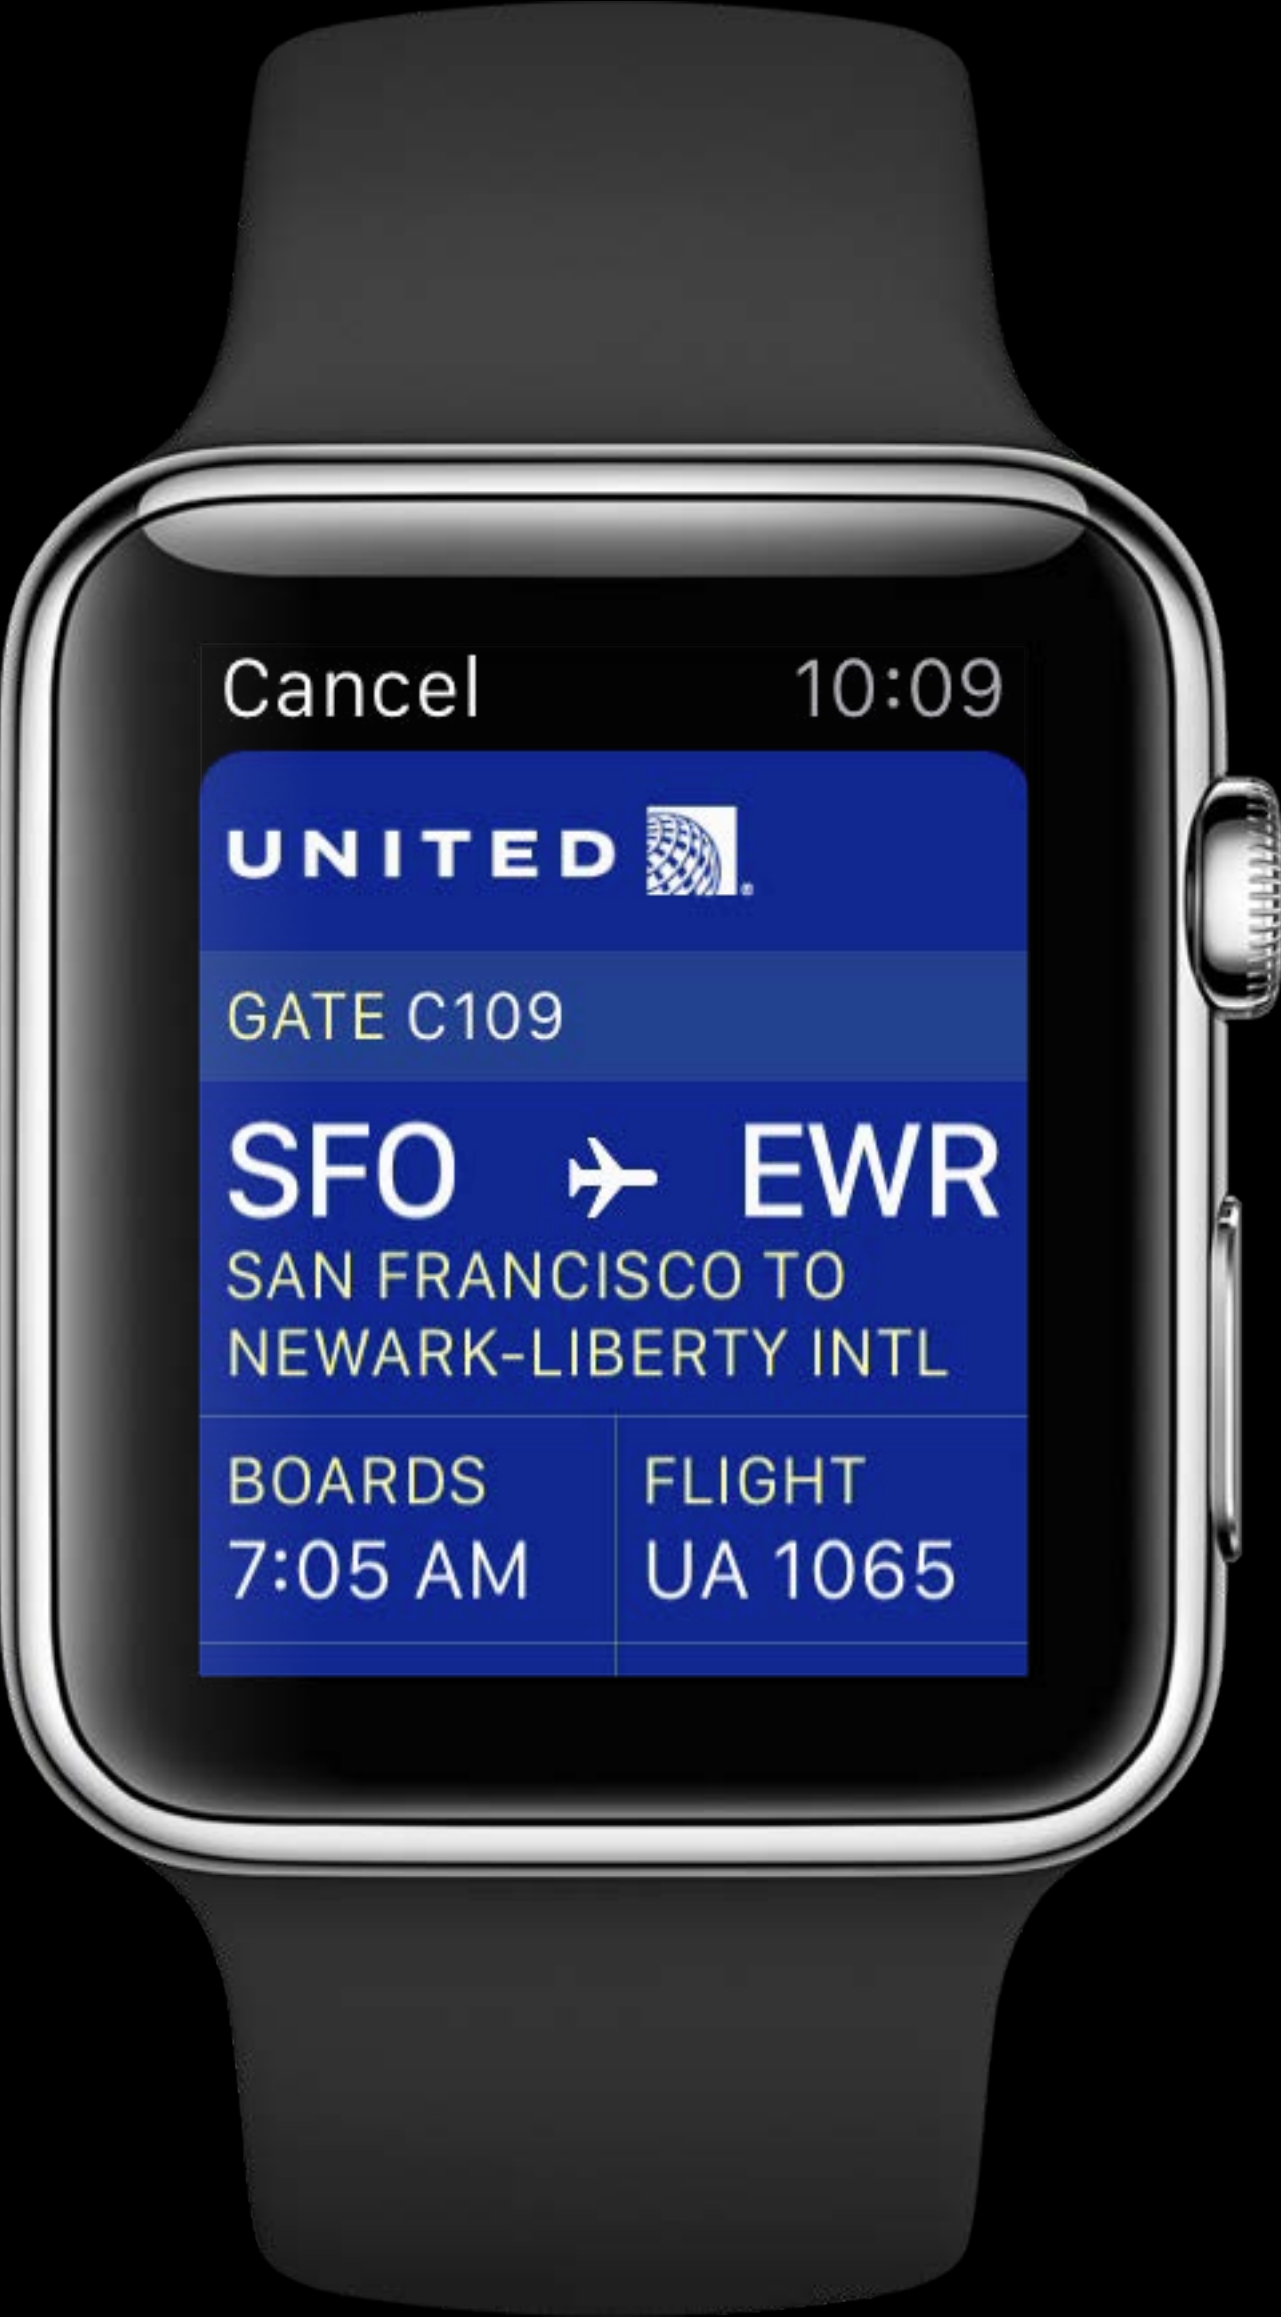 Cancel 10:09
UNITED ®
GATE C109
SFO EWR
SAN FRANCISCO TO
NEWARK-LIBERTY INTL
BOARDS FLIGHT
7:05 AM UA 1065